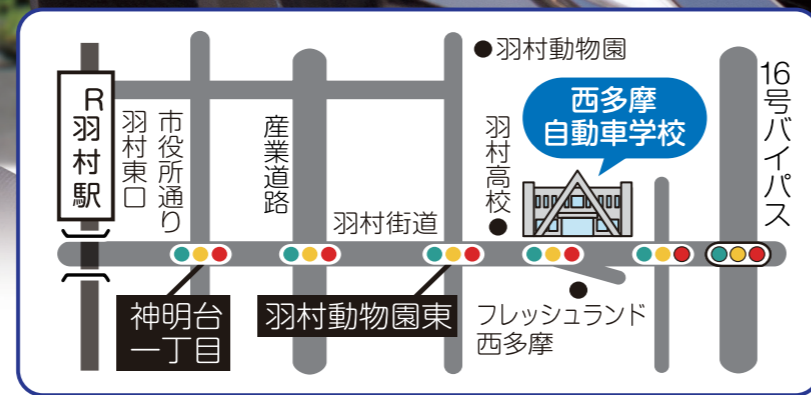 R羽村駅
羽村東口
市役所通り
産業道路
羽村街道
羽村動物園
羽村高校
西多摩
自動車学校
16号バイパス
神明台
一丁目
羽村動物園東
フレッシュランド
西多摩